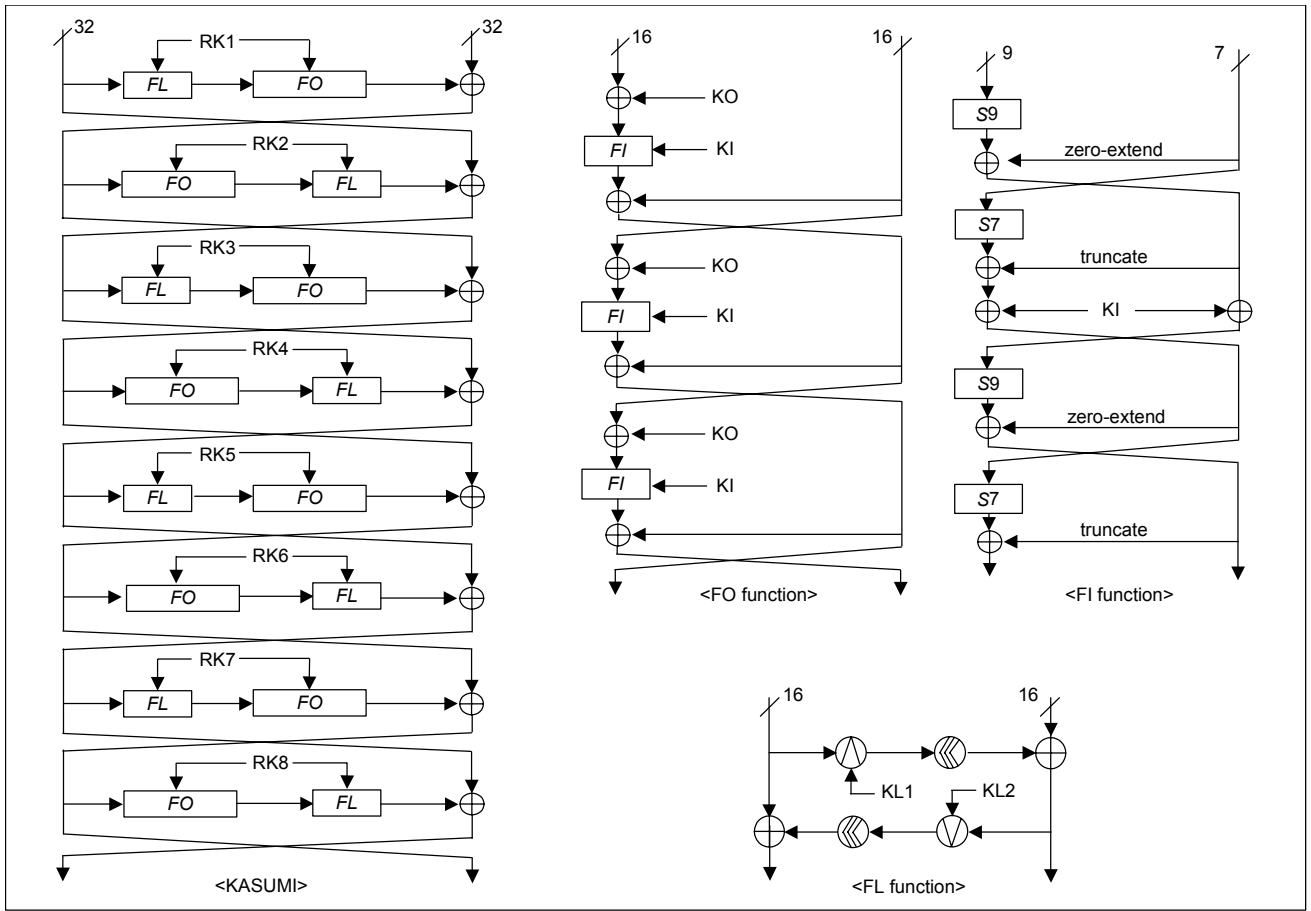 32
32
RK1
FL
FO
RK2
FO
FL
RK3
FL
FO
RK4
FO
FL
RK5
FL
FO
RK6
FO
FL
RK7
FL
FO
RK8
FO
FL
<KASUMI>
16
16
KO
FI
KI
KO
FI
KI
KO
FI
KI
<FO function>
9
7
S9
zero-extend
S7
truncate
KI
S9
zero-extend
S7
truncate
<FI function>
16
16
KL1
KL2
<FL function>